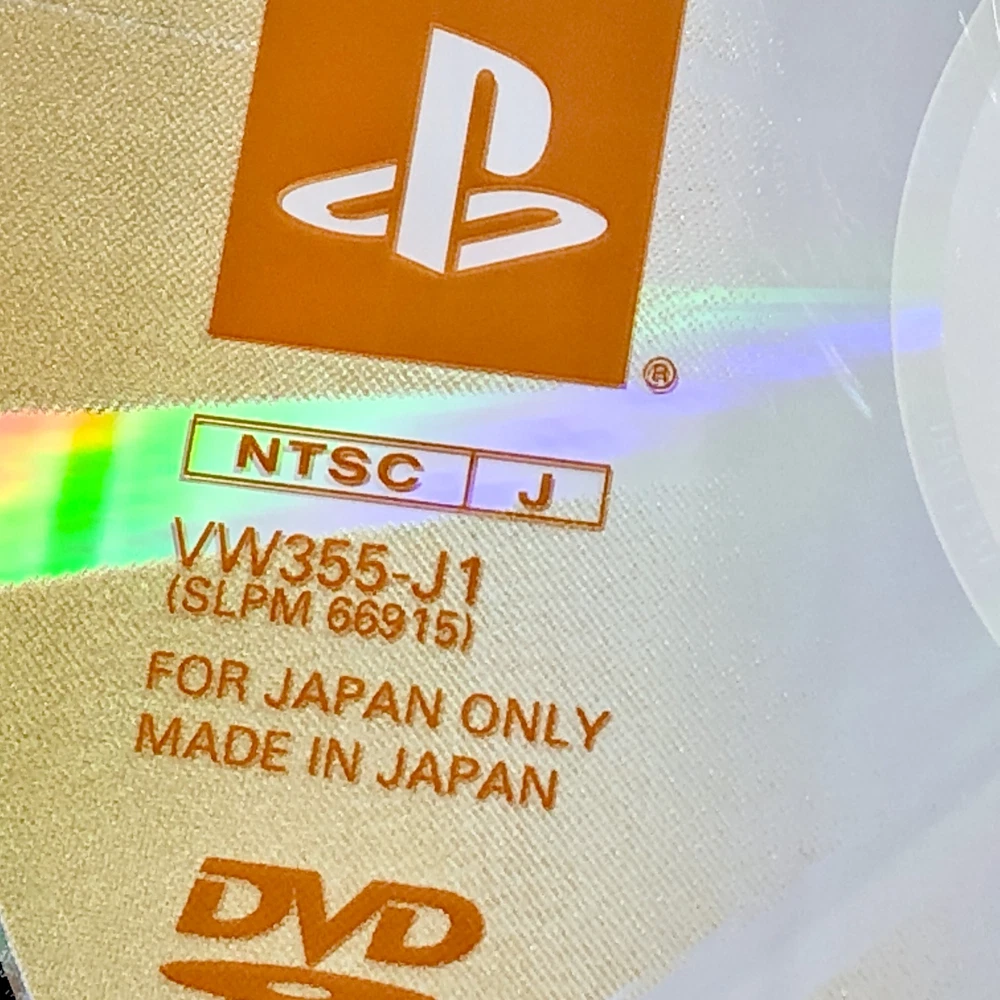 ®
NTSC J
VW355-J1
(SLPM 66915)
FOR JAPAN ONLY
MADE IN JAPAN
DVD